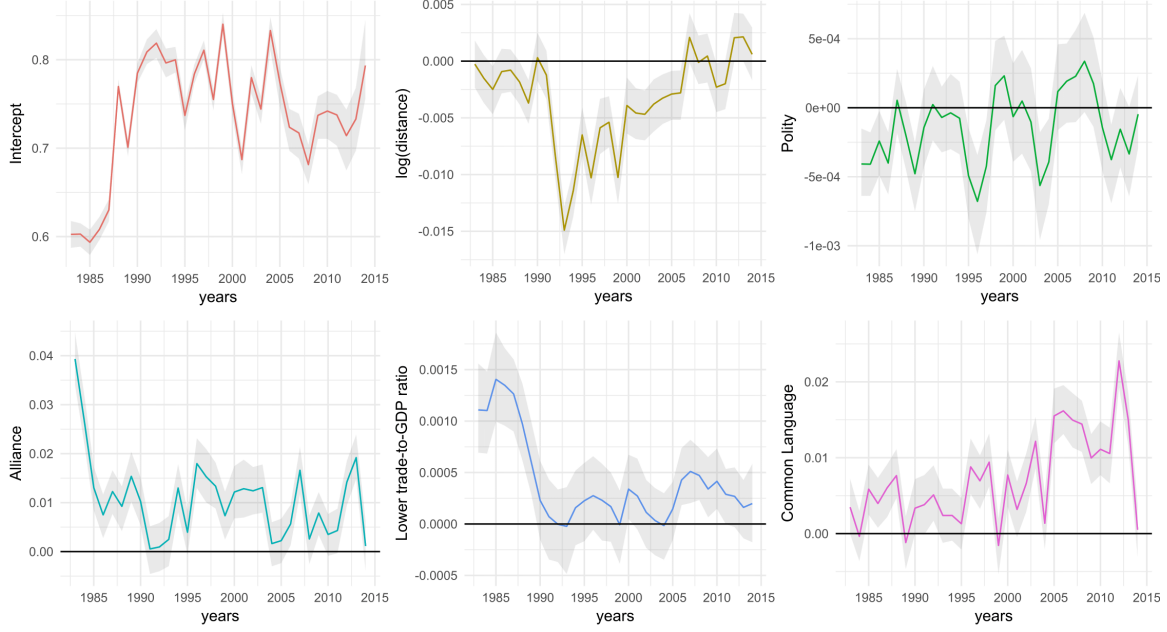 Intercept
0.8
0.7
0.6
1985 1990 1995 2000 2005 2010 2015
years
log(distance)
0.005
0.000
-0.005
-0.010
-0.015
1985 1990 1995 2000 2005 2010 2015
years
Polity
5e-04
0e+00
-5e-04
-1e-03
1985 1990 1995 2000 2005 2010 2015
years
Alliance
0.04
0.03
0.02
0.01
0.00
1985 1990 1995 2000 2005 2010 2015
years
Lower trade-to-GDP ratio
0.0015
0.0010
0.0005
0.0000
-0.0005
1985 1990 1995 2000 2005 2010 2015
years
Common Language
0.02
0.01
0.00
1985 1990 1995 2000 2005 2010 2015
years